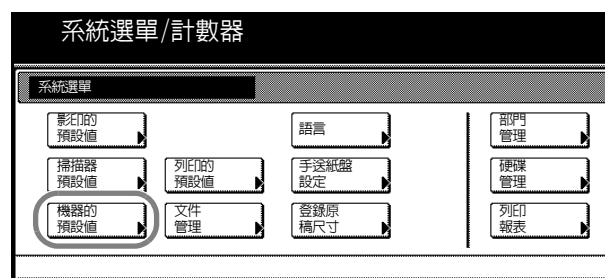 系統選單/計數器
系統選單
影印的
預設值
語言
部門
管理
掃描器
預設值
列印的
預設值
手送紙盤
設定
硬碟
管理
機器的
預設值
文件
管理
登錄原
稿尺寸
列印
報表